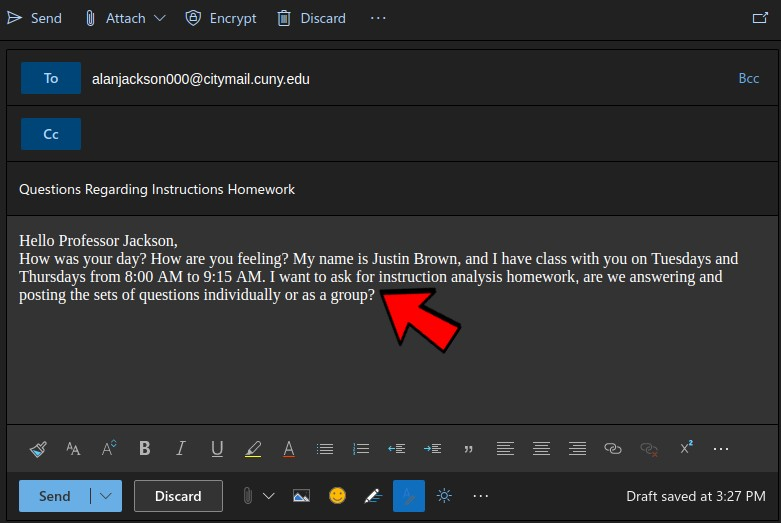 Send Attach Encrypt Discard ...
To alanjackson000@citymail.cuny.edu Bcc
Cc
Questions Regarding Instructions Homework
Hello Professor Jackson,
How was your day? How are you feeling? My name is Justin Brown, and I have class with you on Tuesdays and
Thursdays from 8:00 AM to 9:15 AM. I want to ask for instruction analysis homework, are we answering and
posting the sets of questions individually or as a group?
AA A B I U A " x² ...
Send Discard ... Draft saved at 3:27 PM